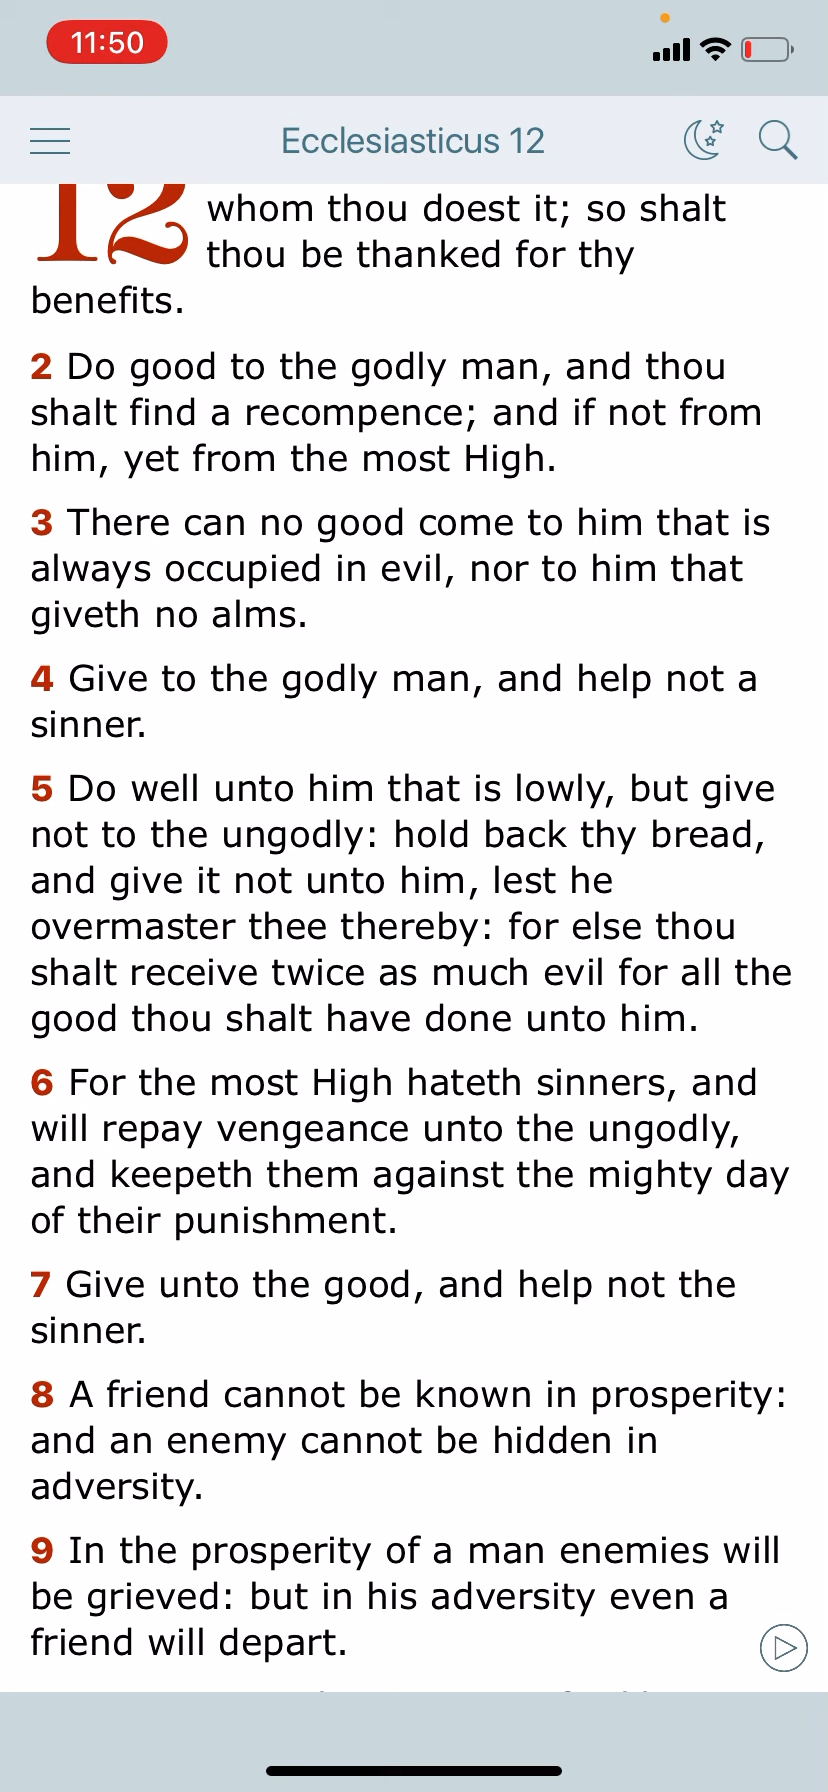 11:50
Ecclesiasticus 12
12 whom thou doest it; so shalt
thou be thanked for thy
benefits.
2 Do good to the godly man, and thou
shalt find a recompence; and if not from
him, yet from the most High.
3 There can no good come to him that is
always occupied in evil, nor to him that
giveth no alms.
4 Give to the godly man, and help not a
sinner.
5 Do well unto him that is lowly, but give
not to the ungodly: hold back thy bread,
and give it not unto him, lest he
overmaster thee thereby: for else thou
shalt receive twice as much evil for all the
good thou shalt have done unto him.
6 For the most High hateth sinners, and
will repay vengeance unto the ungodly,
and keepeth them against the mighty day
of their punishment.
7 Give unto the good, and help not the
sinner.
8 A friend cannot be known in prosperity:
and an enemy cannot be hidden in
adversity.
9 In the prosperity of a man enemies will
be grieved: but in his adversity even a
friend will depart.